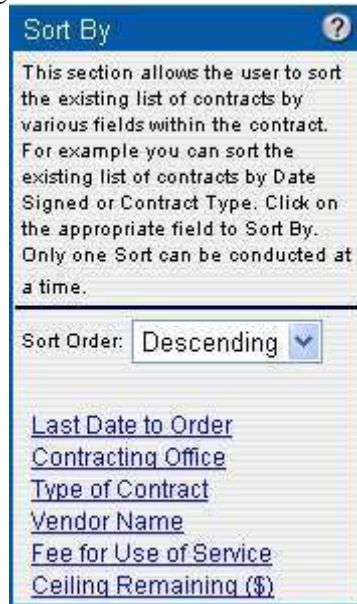 Sort By ?
This section allows the user to sort
the existing list of contracts by
various fields within the contract.
For example you can sort the
existing list of contracts by Date
Signed or Contract Type. Click on
the appropriate field to Sort By.
Only one Sort can be conducted at
a time.
Sort Order: Descending
Last Date to Order
Contracting Office
Type of Contract
Vendor Name
Fee for Use of Service
Ceiling Remaining ($)